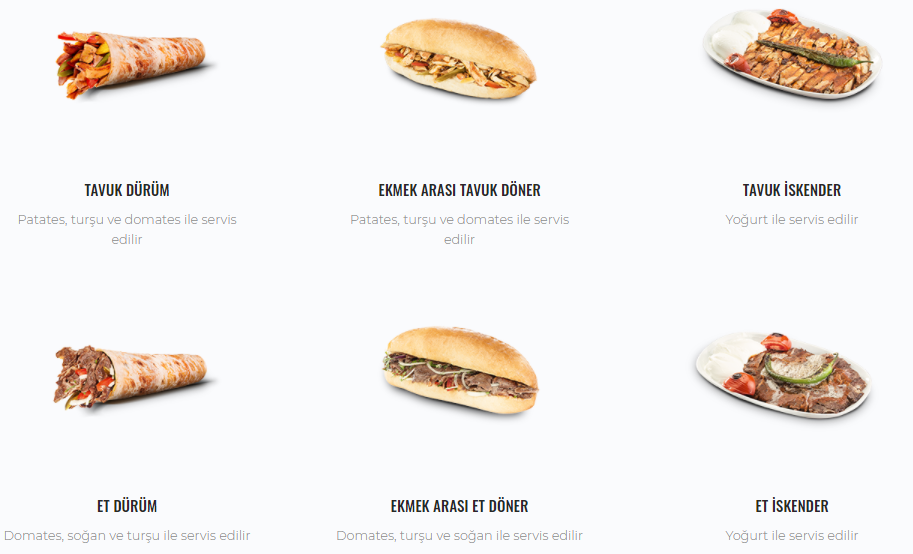 TAVUK DÜRÜM
Patates, turşu ve domates ile servis
edilir
EKMEK ARASI TAVUK DÖNER
Patates, turşu ve domates ile servis
edilir
TAVUK İSKENDER
Yoğurt ile servis edilir
ET DÜRÜM
Domates, soğan ve turşu ile servis edilir
EKMEK ARASI ET DÖNER
Domates, turşu ve soğan ile servis edilir
ET İSKENDER
Yoğurt ile servis edilir